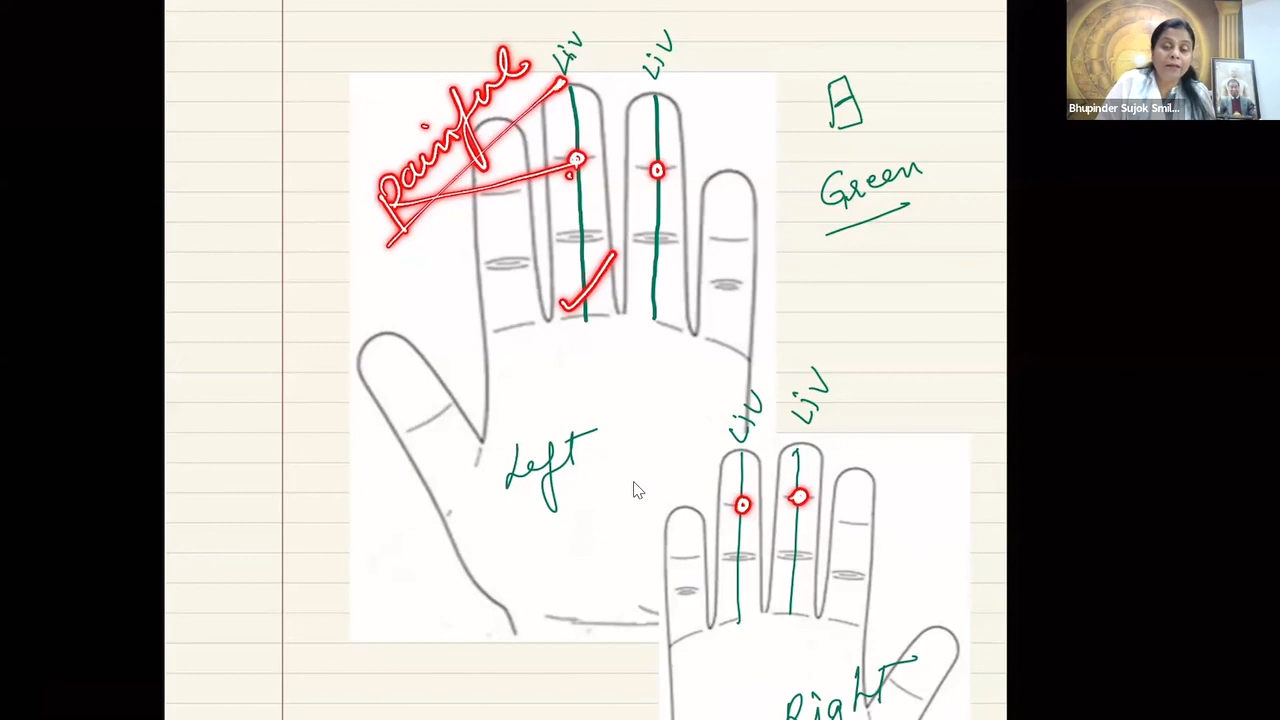 Liv
Liv
Painful
B
Green
Left
Liv
Liv
Right
Bhupinder Sujok Smil...